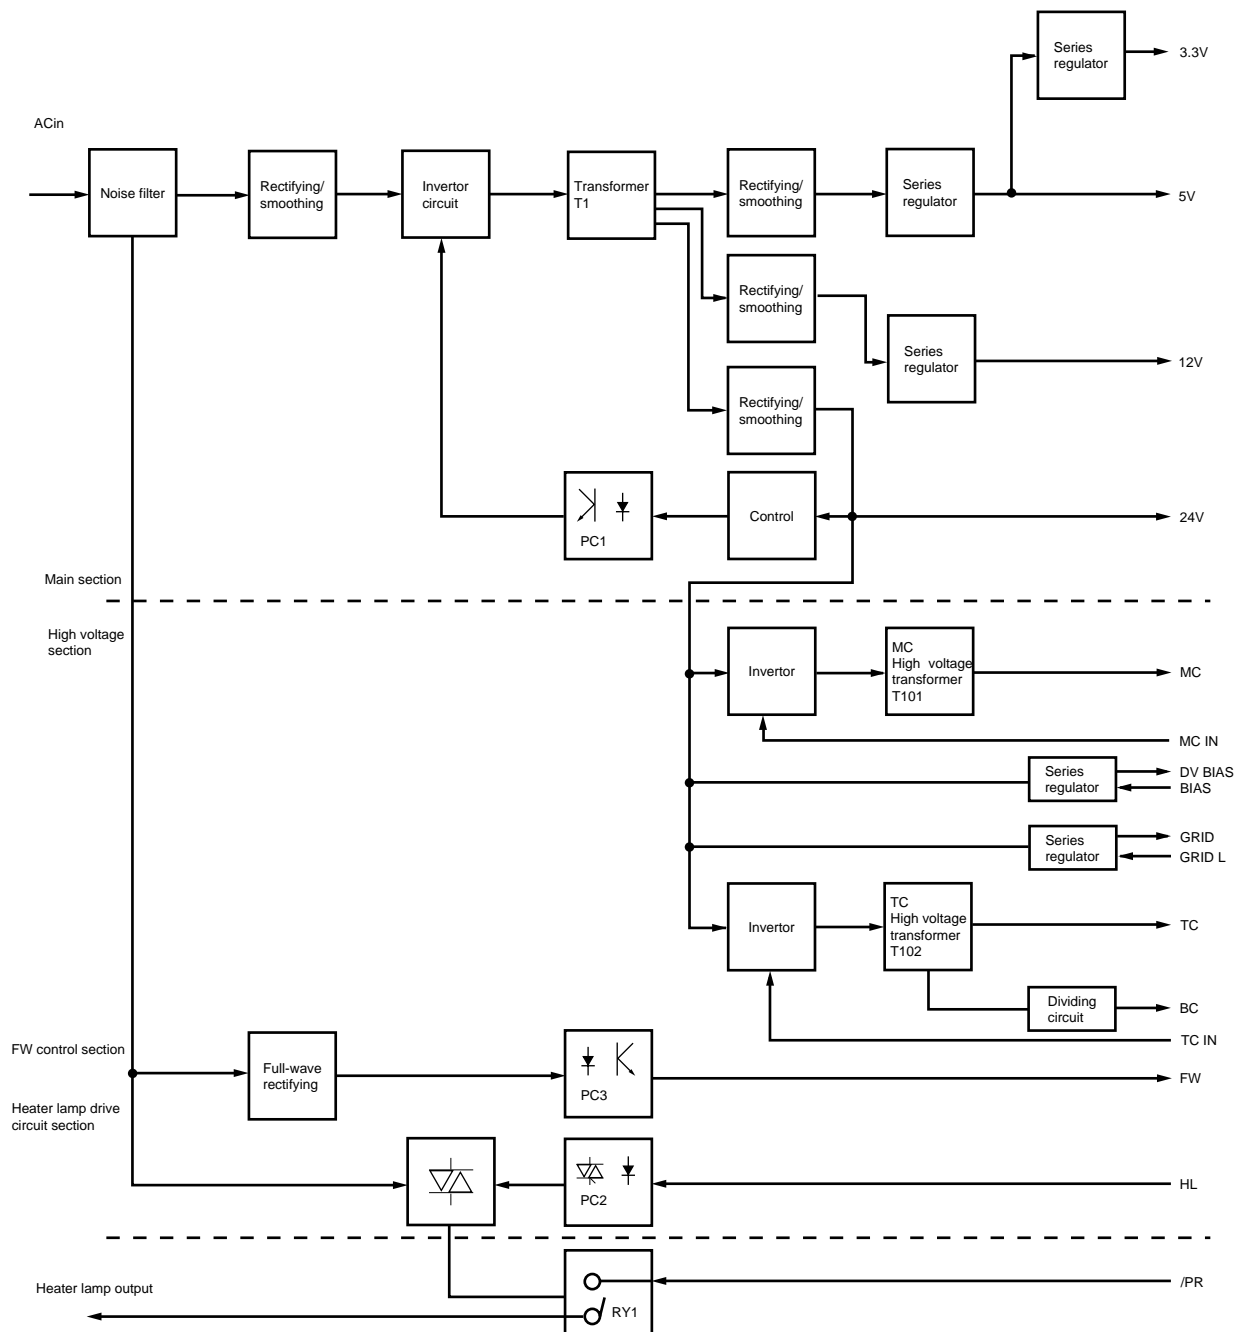 Series
regulator
3.3V
ACin
Noise filter
Rectifying/
smoothing
Invertor
circuit
Transformer
T1
Rectifying/
smoothing
Series
regulator
5V
Rectifying/
smoothing
Series
regulator
12V
Rectifying/
smoothing
PC1
Control
24V
Main section
High voltage
section
Invertor
MC
High voltage
transformer
T101
MC
MC IN
Series
regulator
DV BIAS
BIAS
Series
regulator
GRID
GRID L
Invertor
TC
High voltage
transformer
T102
TC
Dividing
circuit
BC
TC IN
FW control section
Full-wave
rectifying
PC3
FW
Heater lamp drive
circuit section
PC2
HL
Heater lamp output
RY1
/PR